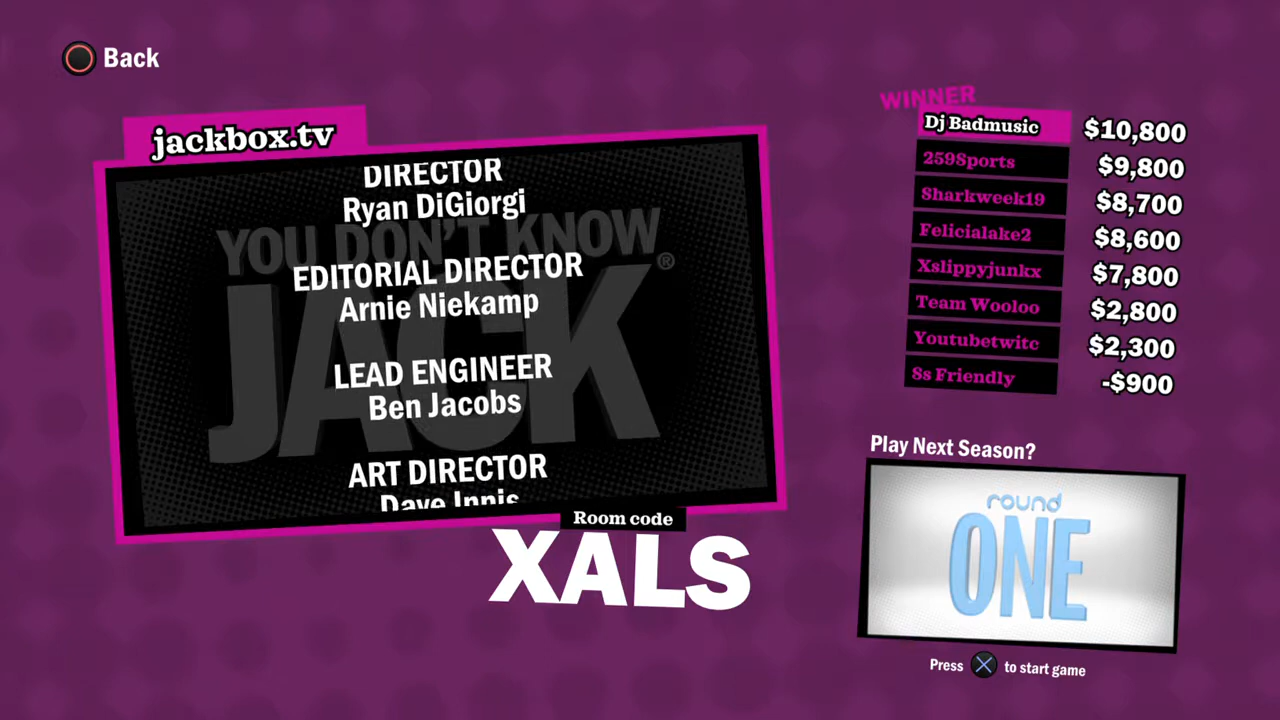 Back
jackbox.tv
DIRECTOR
Ryan DiGiorgi
YOU DON'T KNOW
JACK®
EDITORIAL DIRECTOR
Arnie Niekamp
LEAD ENGINEER
Ben Jacobs
ART DIRECTOR
Dave Innis
Room code
XALS
WINNER
Dj Badmusic $10,800
259Sports $9,800
Sharkweek19 $8,700
Felicialake2 $8,600
Xslippyjunkx $7,800
Team Wooloo $2,800
Youtubetwitc $2,300
8s Friendly -$900
Play Next Season?
round
ONE
Press X to start game